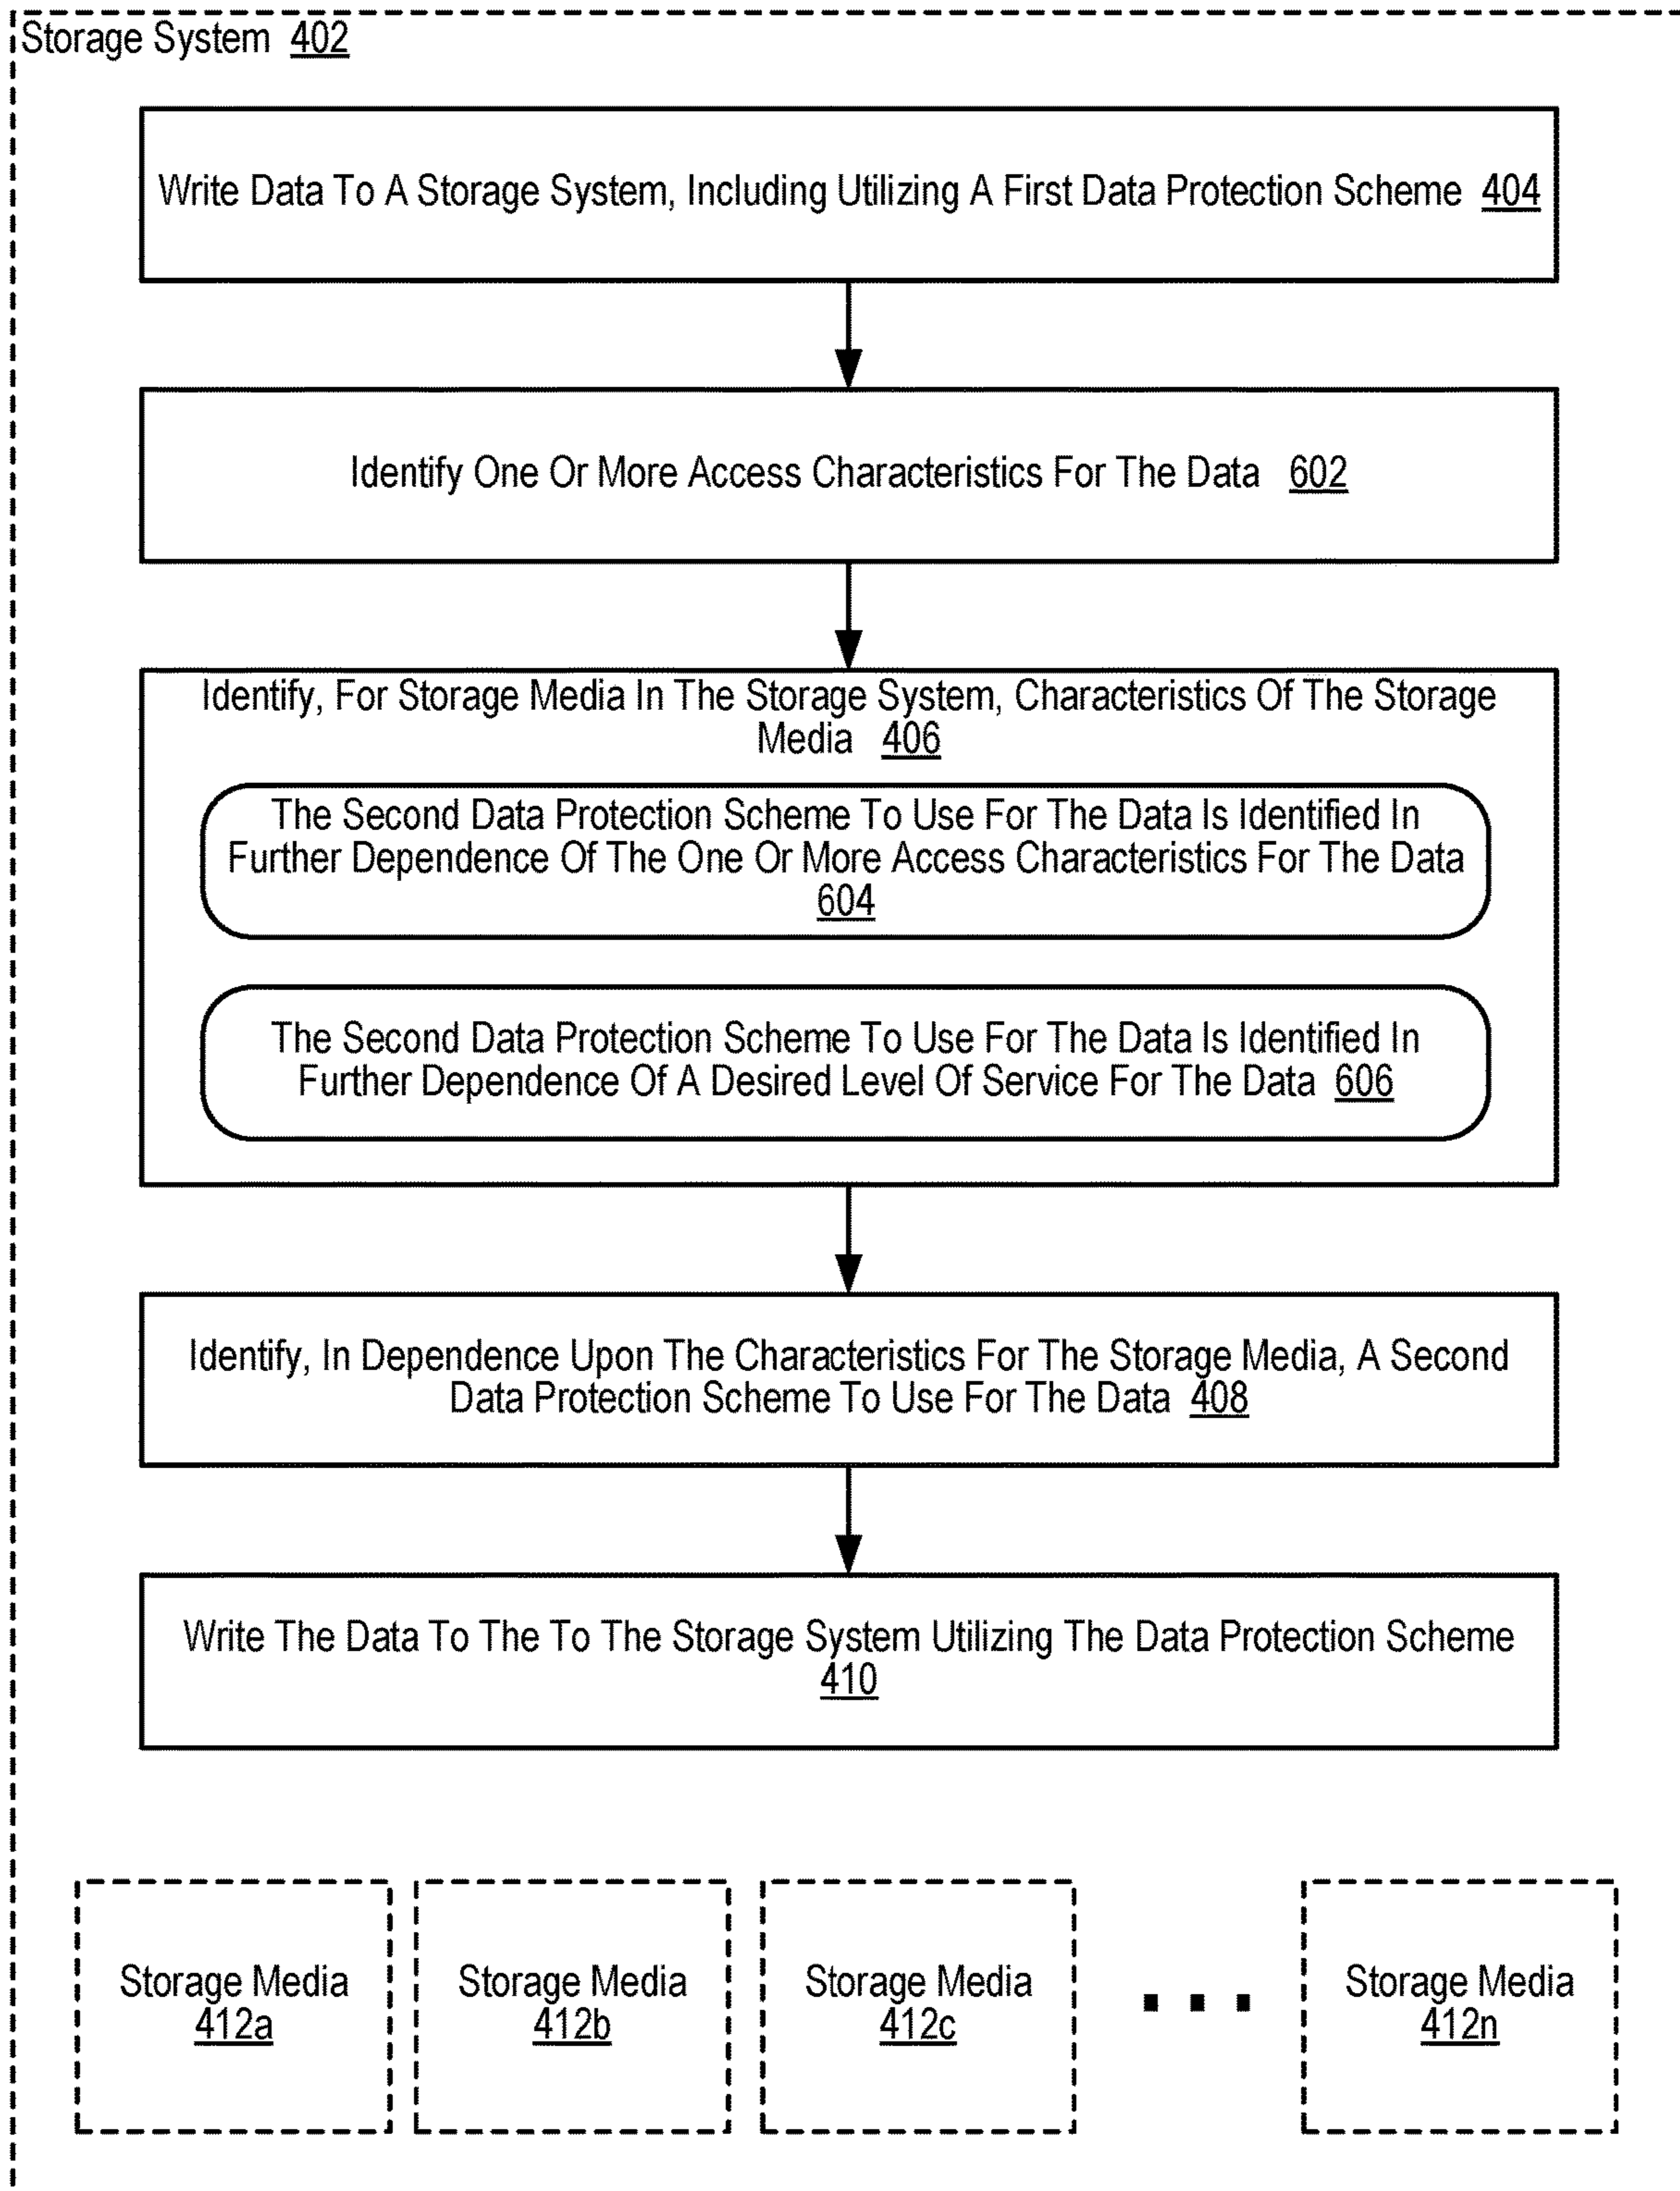 Storage System 402
Write Data To A Storage System, Including Utilizing A First Data Protection Scheme 404
Identify One Or More Access Characteristics For The Data 602
Identify, For Storage Media In The Storage System, Characteristics Of The Storage
Media 406
The Second Data Protection Scheme To Use For The Data Is Identified In
Further Dependence Of The One Or More Access Characteristics For The Data
604
The Second Data Protection Scheme To Use For The Data Is Identified In
Further Dependence Of A Desired Level Of Service For The Data 606
Identify, In Dependence Upon The Characteristics For The Storage Media, A Second
Data Protection Scheme To Use For The Data 408
Write The Data To The To The Storage System Utilizing The Data Protection Scheme
410
Storage Media
412a
Storage Media
412b
Storage Media
412c
Storage Media
412n